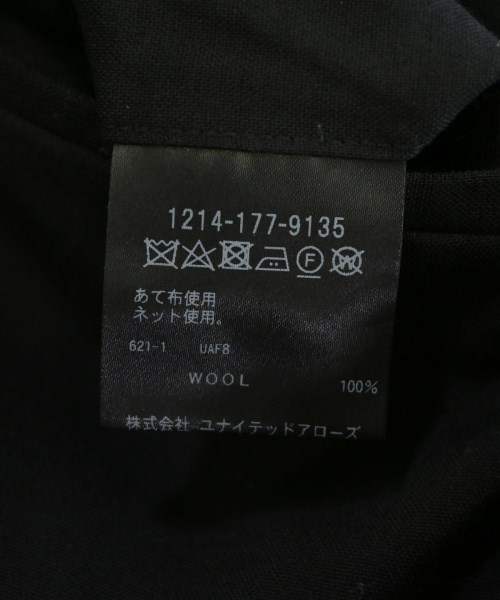 1214-177-9135
F W
あて布使用
ネット使用。
621-1 UAF8
WOOL 100%
株式会社 ユナイテッドアローズ